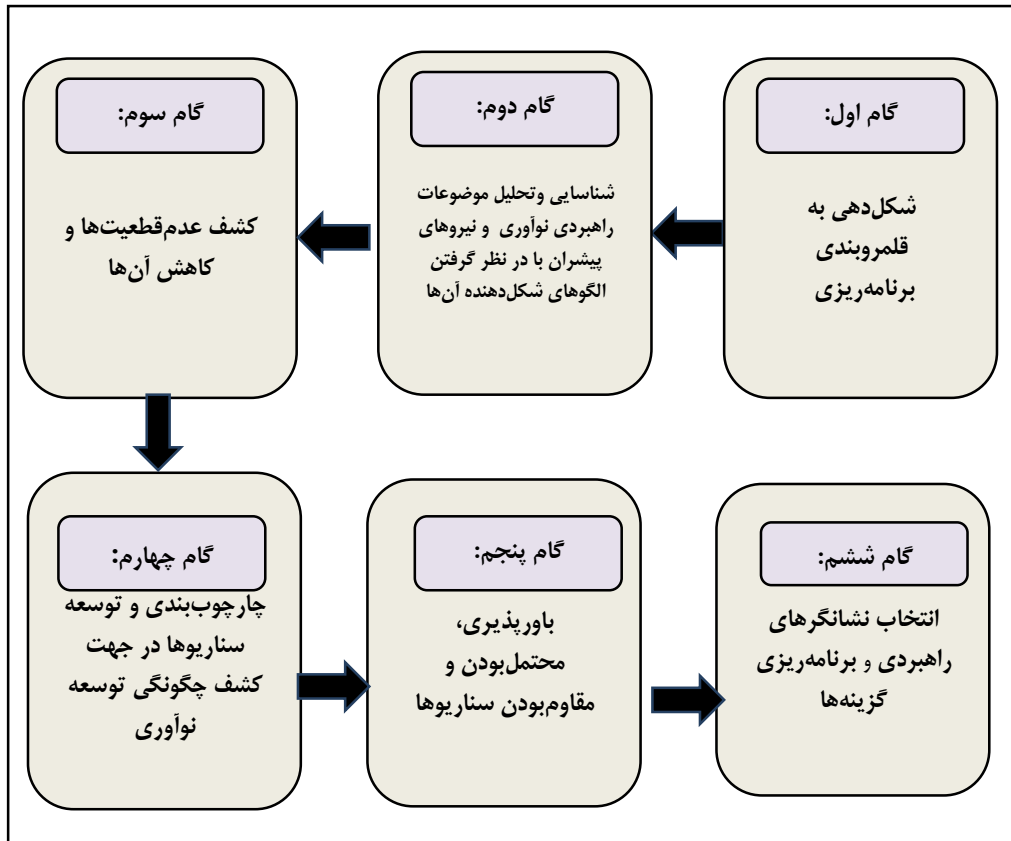 گام اول:
شکل‌دهی به
قلمروبندی
برنامه‌ریزی
گام دوم:
شناسایی وتحلیل موضوعات
راهبردی نوآوری و نیروهای
پیشران با در نظر گرفتن
الگوهای شکل‌دهنده آن‌ها
گام سوم:
کشف عدم‌قطعیت‌ها و
کاهش آن‌ها
گام چهارم:
چارچوب‌بندی و توسعه
سناریوها در جهت
کشف چگونگی توسعه
نوآوری
گام پنجم:
باورپذیری،
محتمل‌بودن و
مقاوم‌بودن سناریوها
گام ششم:
انتخاب نشانگرهای
راهبردی و برنامه‌ریزی
گزینه‌ها